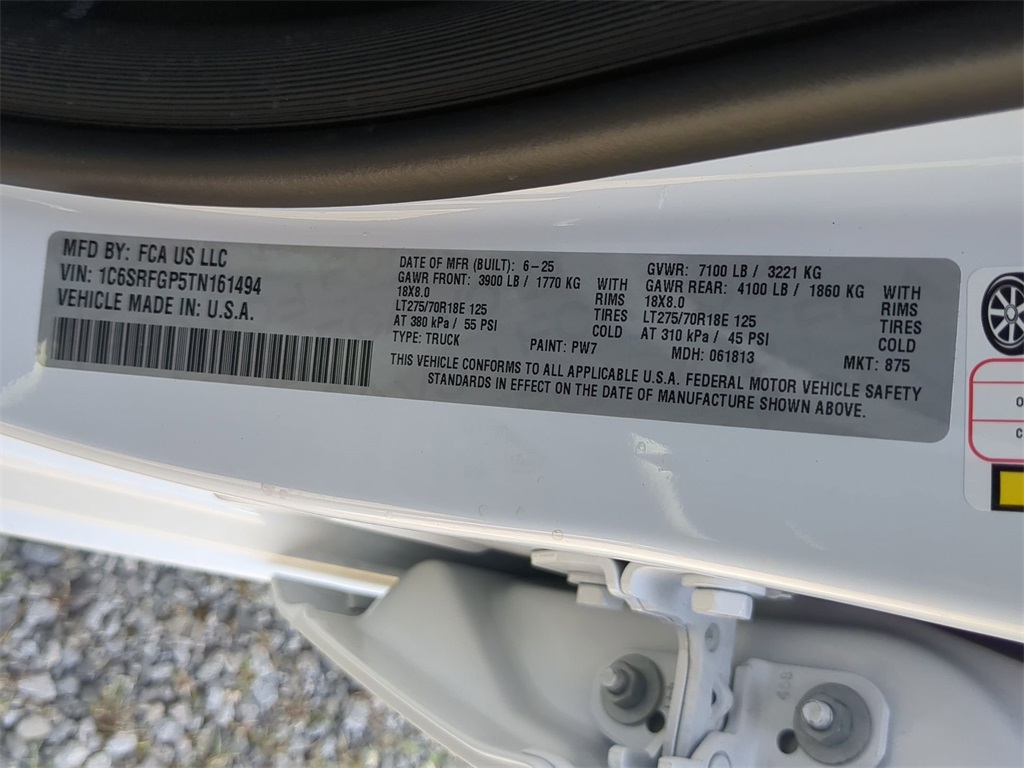 MFD BY: FCA US LLC
VIN: 1C6SRFGP5TN161494
VEHICLE MADE IN: U.S.A.
DATE OF MFR (BUILT): 6-25
GAWR FRONT: 3900 LB / 1770 KG WITH
18X8.0 RIMS
LT275/70R18E 125 TIRES
AT 380 kPa / 55 PSI COLD
TYPE: TRUCK PAINT: PW7
GVWR: 7100 LB / 3221 KG
GAWR REAR: 4100 LB / 1860 KG WITH
18X8.0 RIMS
LT275/70R18E 125 TIRES
AT 310 kPa / 45 PSI COLD
MDH: 061813 MKT: 875
THIS VEHICLE CONFORMS TO ALL APPLICABLE U.S.A. FEDERAL MOTOR VEHICLE SAFETY
STANDARDS IN EFFECT ON THE DATE OF MANUFACTURE SHOWN ABOVE.
O
C